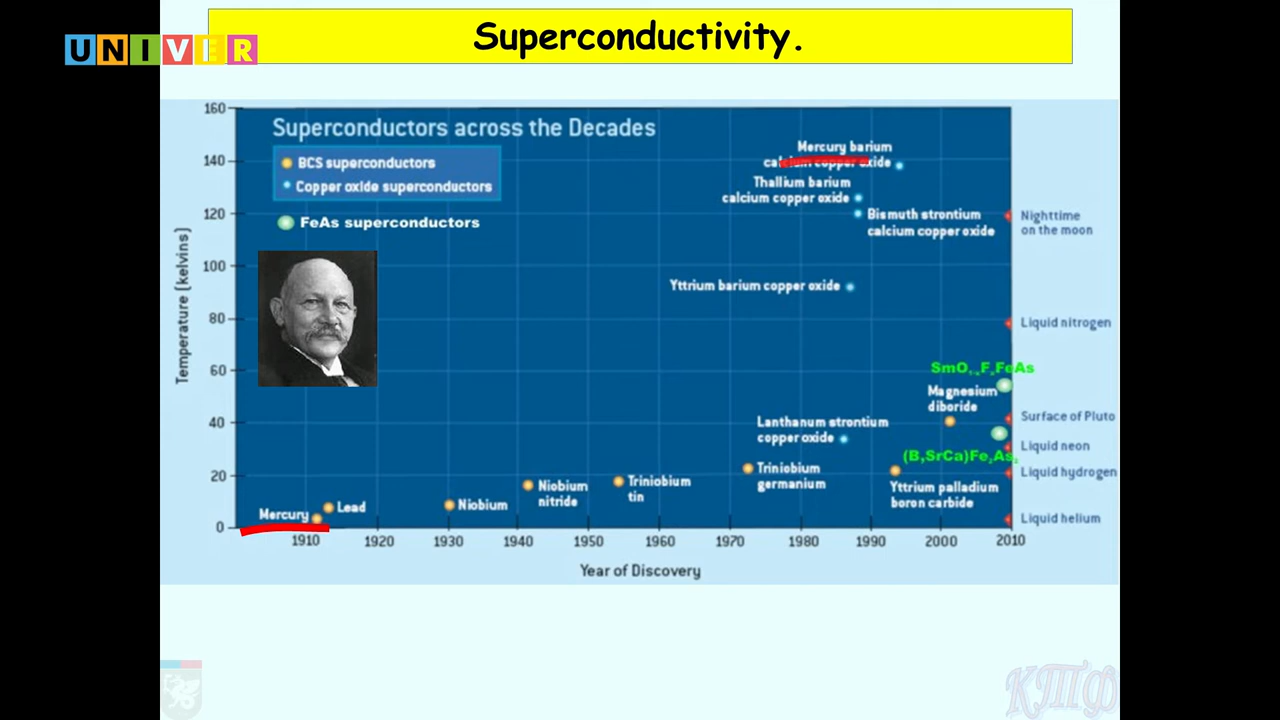 Superconductivity.
UNIVER
Superconductors across the Decades
BCS superconductors
Copper oxide superconductors
FeAs superconductors
Temperature (kelvins)
160
140
120
100
80
60
40
20
0
Mercury barium
calcium copper oxide
Thallium barium
calcium copper oxide
Bismuth strontium
calcium copper oxide
Yttrium barium copper oxide
Lanthanum strontium
copper oxide
Magnesium
diboride
(B,SrCa)Fe₂As₂
Triniobium
germanium
Yttrium palladium
boron carbide
Triniobium
tin
Niobium
nitride
Niobium
Lead
Mercury
Nighttime
on the moon
Liquid nitrogen
Surface of Pluto
Liquid neon
Liquid hydrogen
Liquid helium
1910 1920 1930 1940 1950 1960 1970 1980 1990 2000 2010
Year of Discovery
КТФ